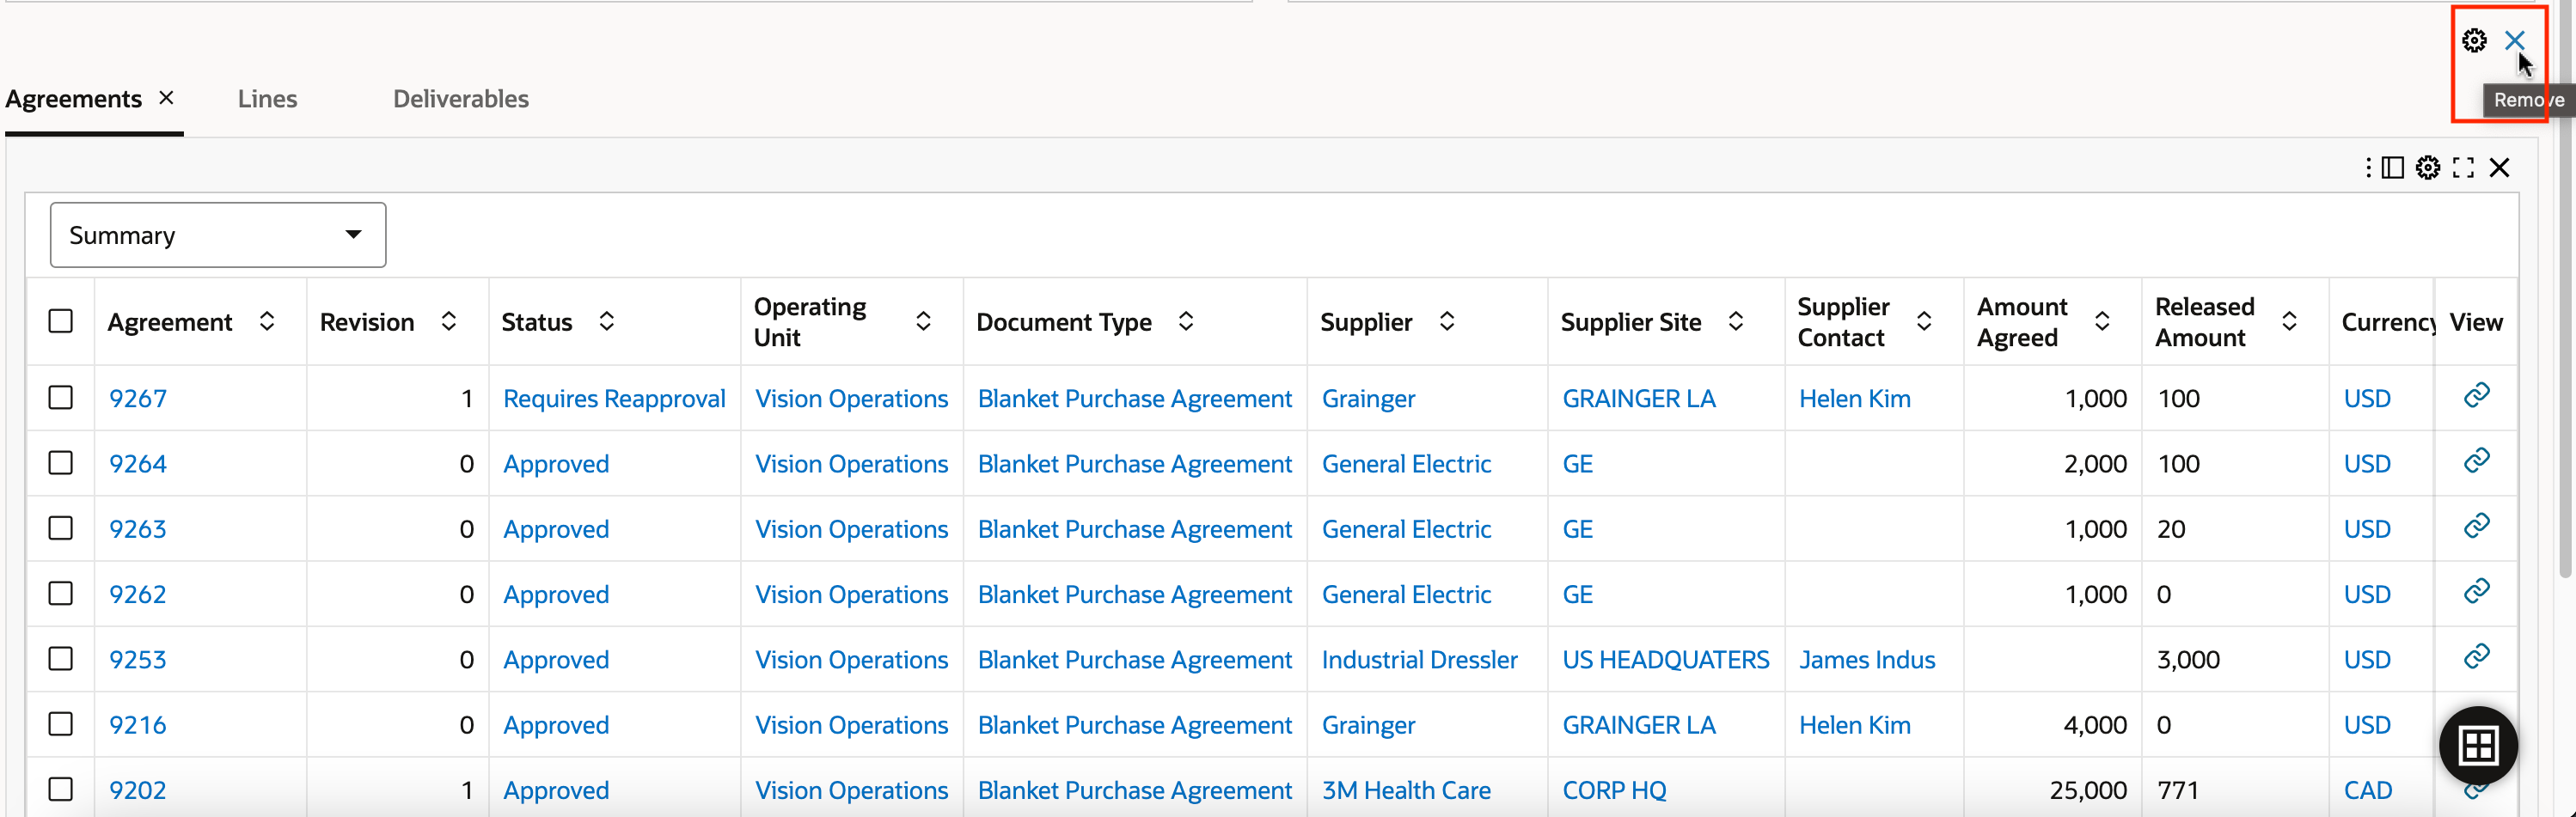 Remove
Agreements Lines Deliverables
Summary
Agreement Revision Status Operating Unit Document Type Supplier Supplier Site Supplier Contact Amount Agreed Released Amount Currency View
9267 1 Requires Reapproval Vision Operations Blanket Purchase Agreement Grainger GRAINGER LA Helen Kim 1,000 100 USD
9264 0 Approved Vision Operations Blanket Purchase Agreement General Electric GE 2,000 100 USD
9263 0 Approved Vision Operations Blanket Purchase Agreement General Electric GE 1,000 20 USD
9262 0 Approved Vision Operations Blanket Purchase Agreement General Electric GE 1,000 0 USD
9253 0 Approved Vision Operations Blanket Purchase Agreement Industrial Dressler US HEADQUATERS James Indus 3,000 USD
9216 0 Approved Vision Operations Blanket Purchase Agreement Grainger GRAINGER LA Helen Kim 4,000 0 USD
9202 1 Approved Vision Operations Blanket Purchase Agreement 3M Health Care CORP HQ 25,000 771 CAD